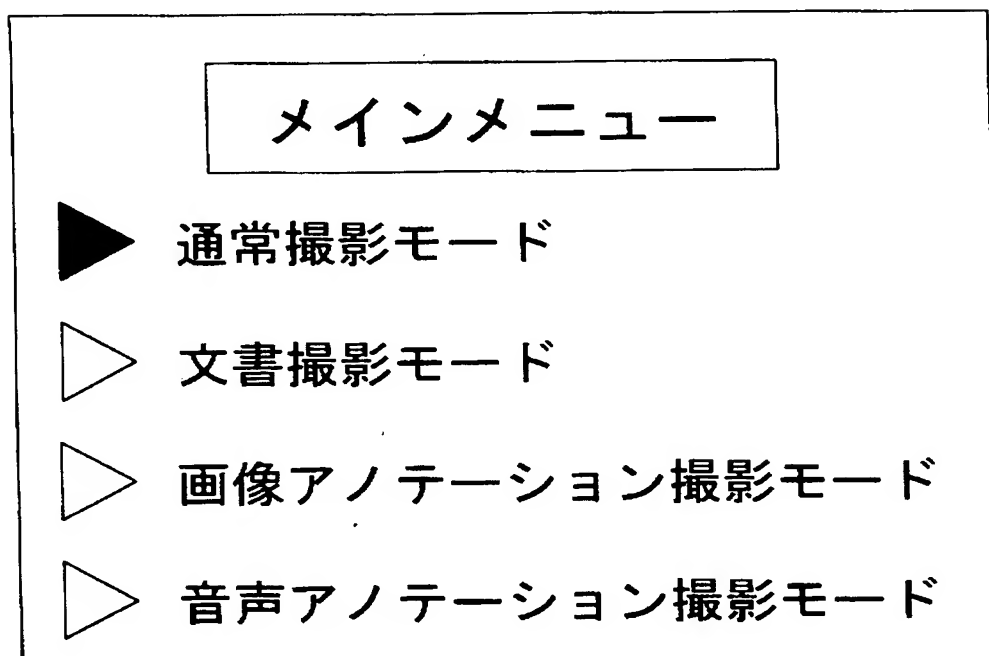 メインメニュー
通常撮影モード
文書撮影モード
画像アノテーション撮影モード
音声アノテーション撮影モード